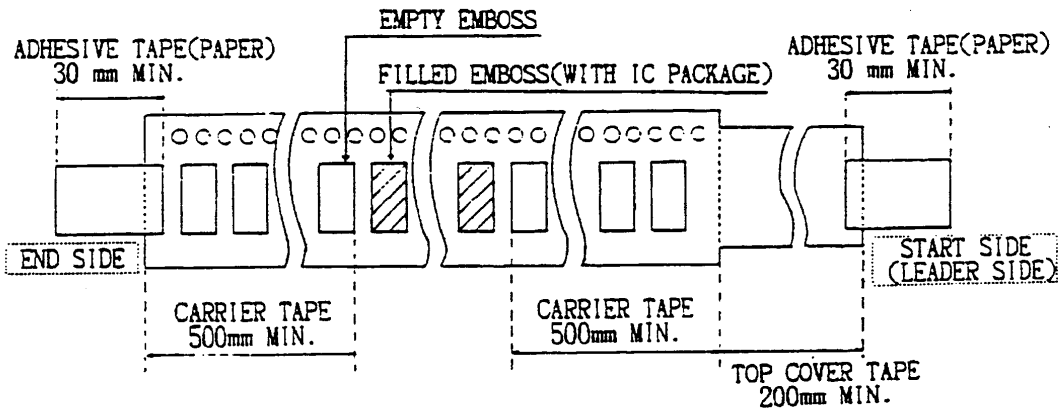 EMPTY EMBOSS
ADHESIVE TAPE(PAPER)
30 mm MIN.
FILLED EMBOSS(WITH IC PACKAGE)
ADHESIVE TAPE(PAPER)
30 mm MIN.
END SIDE
START SIDE
(LEADER SIDE)
CARRIER TAPE
500mm MIN.
CARRIER TAPE
500mm MIN.
TOP COVER TAPE
200mm MIN.